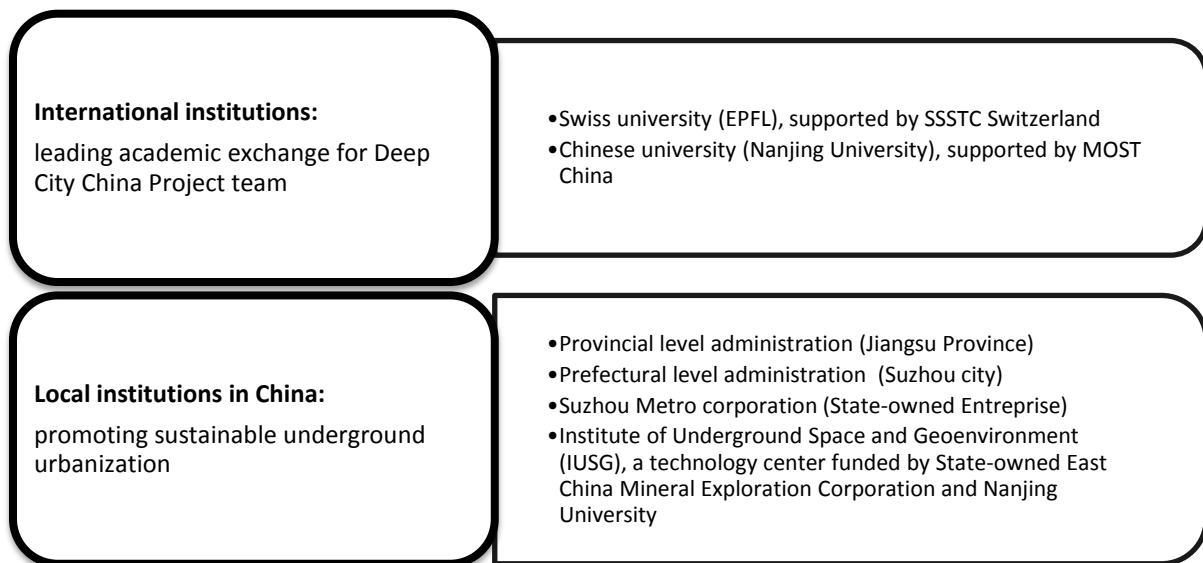 International institutions:
leading academic exchange for Deep
City China Project team
•Swiss university (EPFL), supported by SSSTC Switzerland
•Chinese university (Nanjing University), supported by MOST
China
Local institutions in China:
promoting sustainable underground
urbanization
•Provincial level administration (Jiangsu Province)
•Prefectural level administration  (Suzhou city)
•Suzhou Metro corporation (State-owned Entreprise)
•Institute of Underground Space and Geoenvironment
(IUSG), a technology center funded by State-owned East
China Mineral Exploration Corporation and Nanjing
University